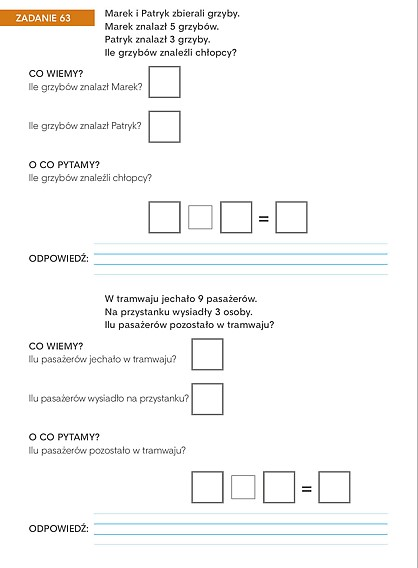 ZADANIE 63
Marek i Patryk zbierali grzyby.
Marek znalazł 5 grzybów.
Patryk znalazł 3 grzyby.
Ile grzybów znaleźli chłopcy?
CO WIEMY?
Ile grzybów znalazł Marek?
Ile grzybów znalazł Patryk?
O CO PYTAMY?
Ile grzybów znaleźli chłopcy?
=
ODPOWIEDŹ:
W tramwaju jechało 9 pasażerów.
Na przystanku wysiadły 3 osoby.
Ilu pasażerów pozostało w tramwaju?
CO WIEMY?
Ilu pasażerów jechało w tramwaju?
Ilu pasażerów wysiadło na przystanku?
O CO PYTAMY?
Ilu pasażerów pozostało w tramwaju?
=
ODPOWIEDŹ: